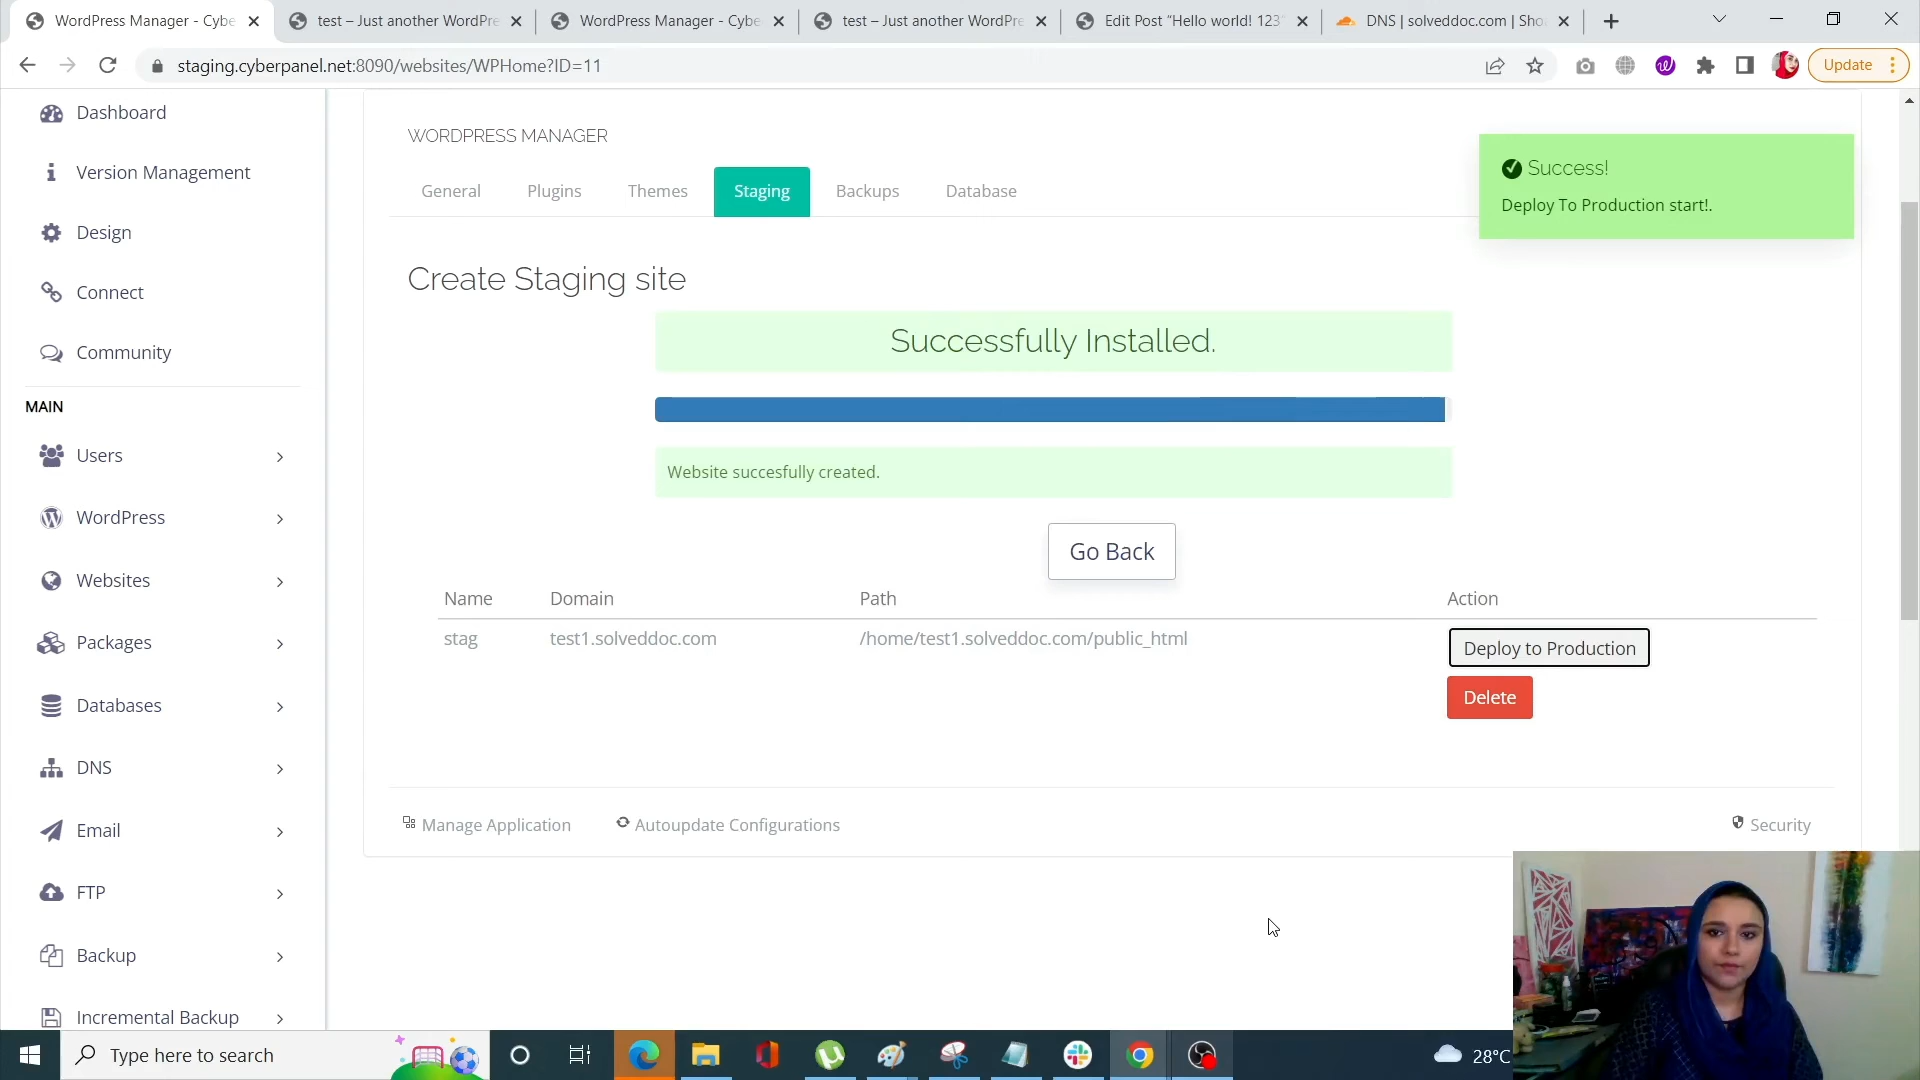 WordPress Manager - Cybe
test – Just another WordPre
WordPress Manager - Cybe
test – Just another WordPre
Edit Post “Hello world! 123”
DNS | solveddoc.com | Sho
staging.cyberpanel.net:8090/websites/WPHome?ID=11
Update
Dashboard
Version Management
Design
Connect
Community
MAIN
Users
WordPress
Websites
Packages
Databases
DNS
Email
FTP
Backup
Incremental Backup
WORDPRESS MANAGER
General
Plugins
Themes
Staging
Backups
Database
Success!
Deploy To Production start!.
Create Staging site
Successfully Installed.
Website succesfully created.
Go Back
Name Domain Path Action
stag test1.solveddoc.com /home/test1.solveddoc.com/public_html Deploy to Production
Delete
Manage Application
Autoupdate Configurations
Security
Type here to search
28°C